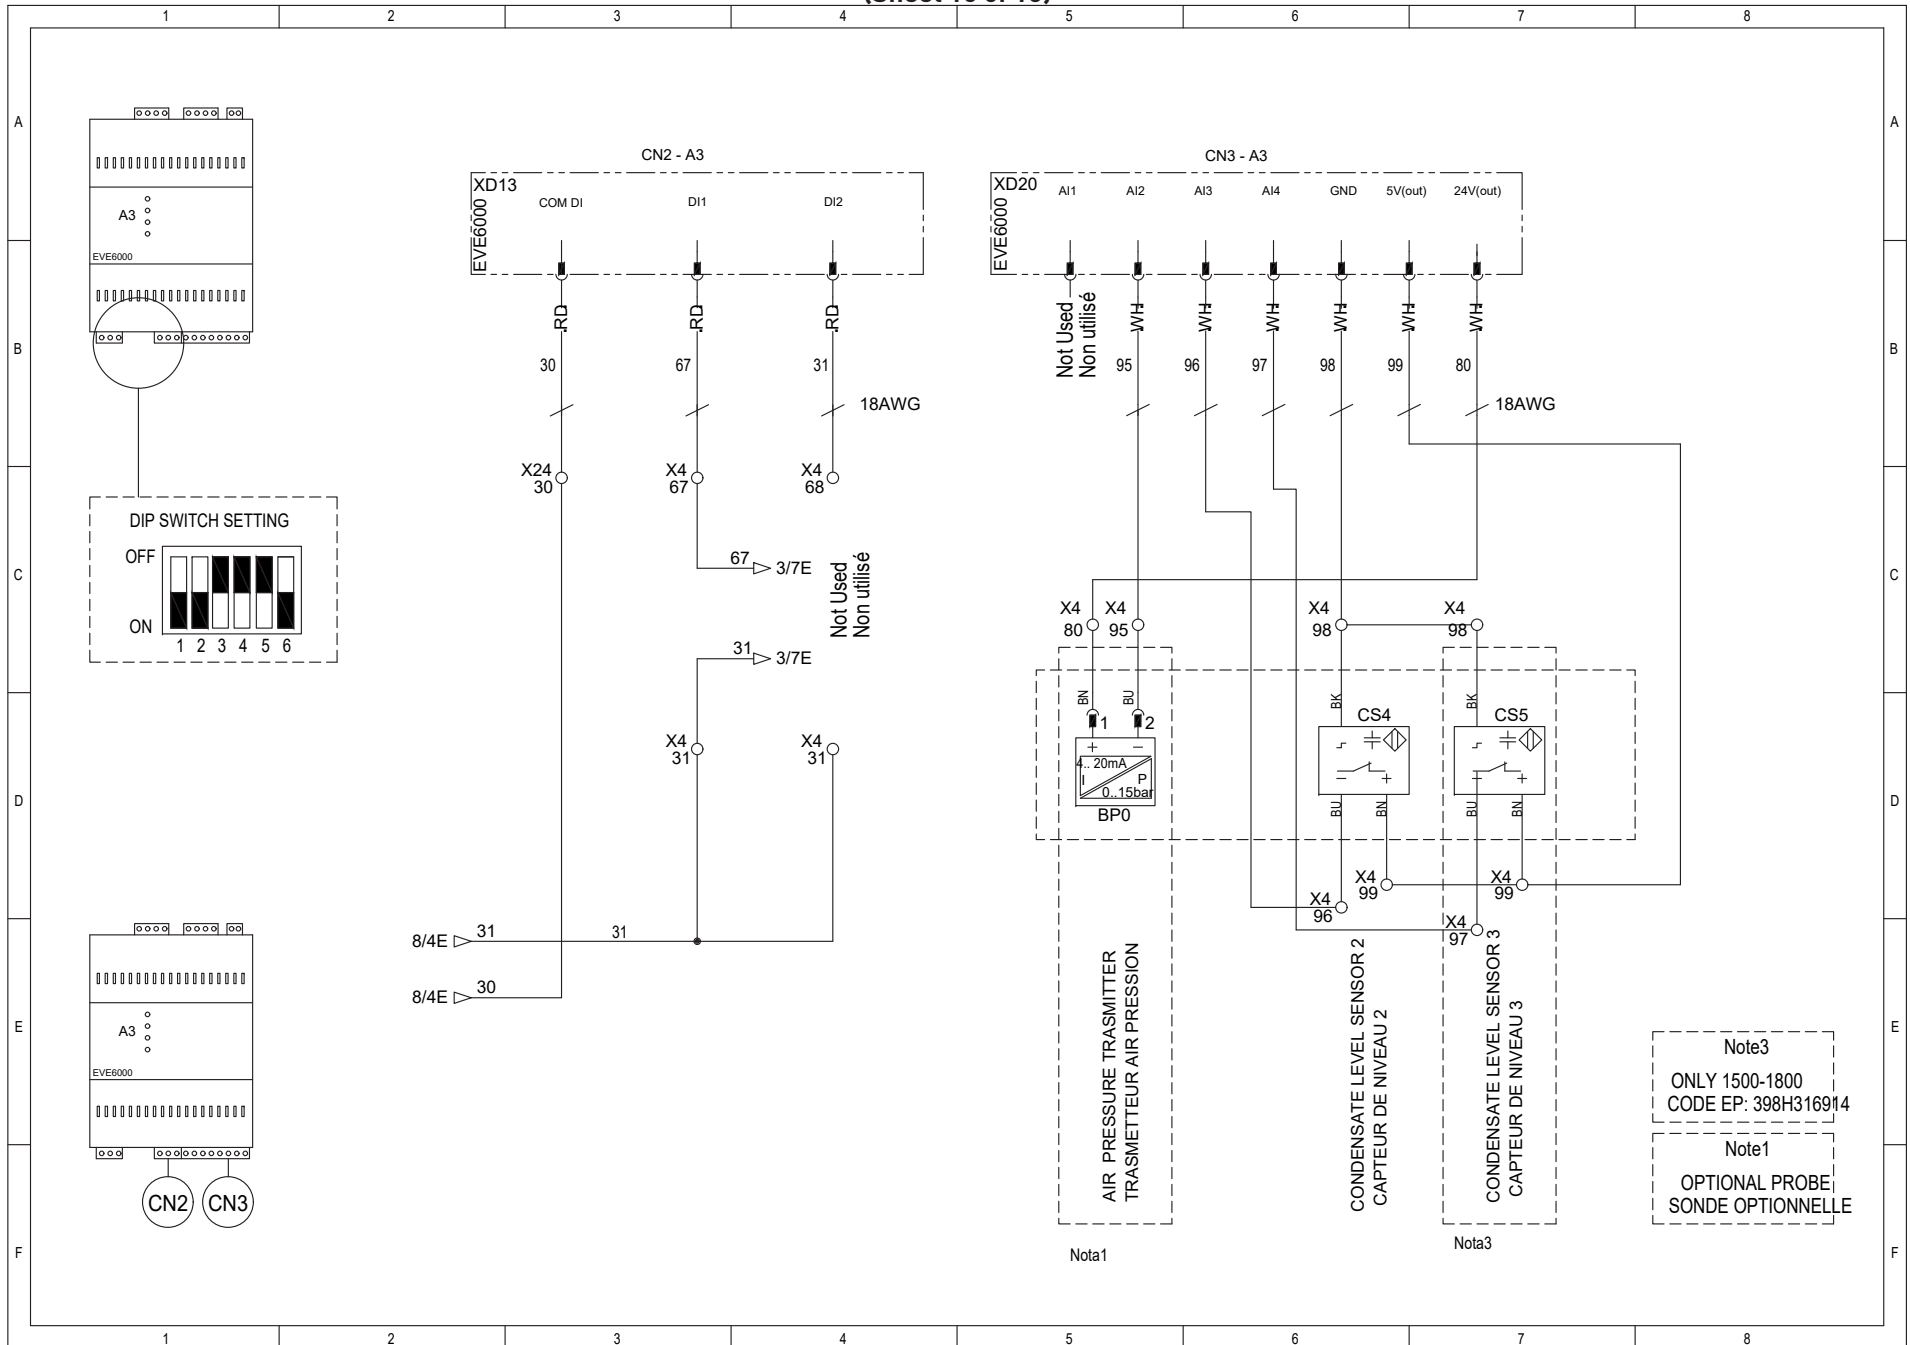 1 2 3 4 5 6 7 8
A A
B B
C C
D D
E E
F F
A3
EVE6000
DIP SWITCH SETTING
OFF
ON
1 2 3 4 5 6
A3
EVE6000
CN2 CN3
CN2 - A3
XD13
EVE6000
COM DI DI1 DI2
RD RD RD
30 67 31
18AWG
X24
30
X4
67
X4
68
67 3/7E
31 3/7E
Not Used
Non utilisé
X4
31
X4
31
8/4E 31 31
8/4E 30
CN3 - A3
XD20
EVE6000
AI1 AI2 AI3 AI4 GND 5V(out) 24V(out)
Not Used
Non utilisé
WH WH WH WH WH WH
95 96 97 98 99 80
18AWG
X4
80
X4
95
X4
98
X4
98
BN BU BK BK
1 2
CS4 CS5
+ −
4.. 20mA
I P
0..15bar
BP0
− +
− +
BU BN BU BN
X4
99
X4
99
X4
96
X4
97
AIR PRESSURE TRASMITTER
TRASMETTEUR AIR PRESSION
CONDENSATE LEVEL SENSOR 2
CAPTEUR DE NIVEAU 2
CONDENSATE LEVEL SENSOR 3
CAPTEUR DE NIVEAU 3
Nota1
Nota3
Note3
ONLY 1500-1800
CODE EP: 398H316914
Note1
OPTIONAL PROBE
SONDE OPTIONNELLE
1 2 3 4 5 6 7 8